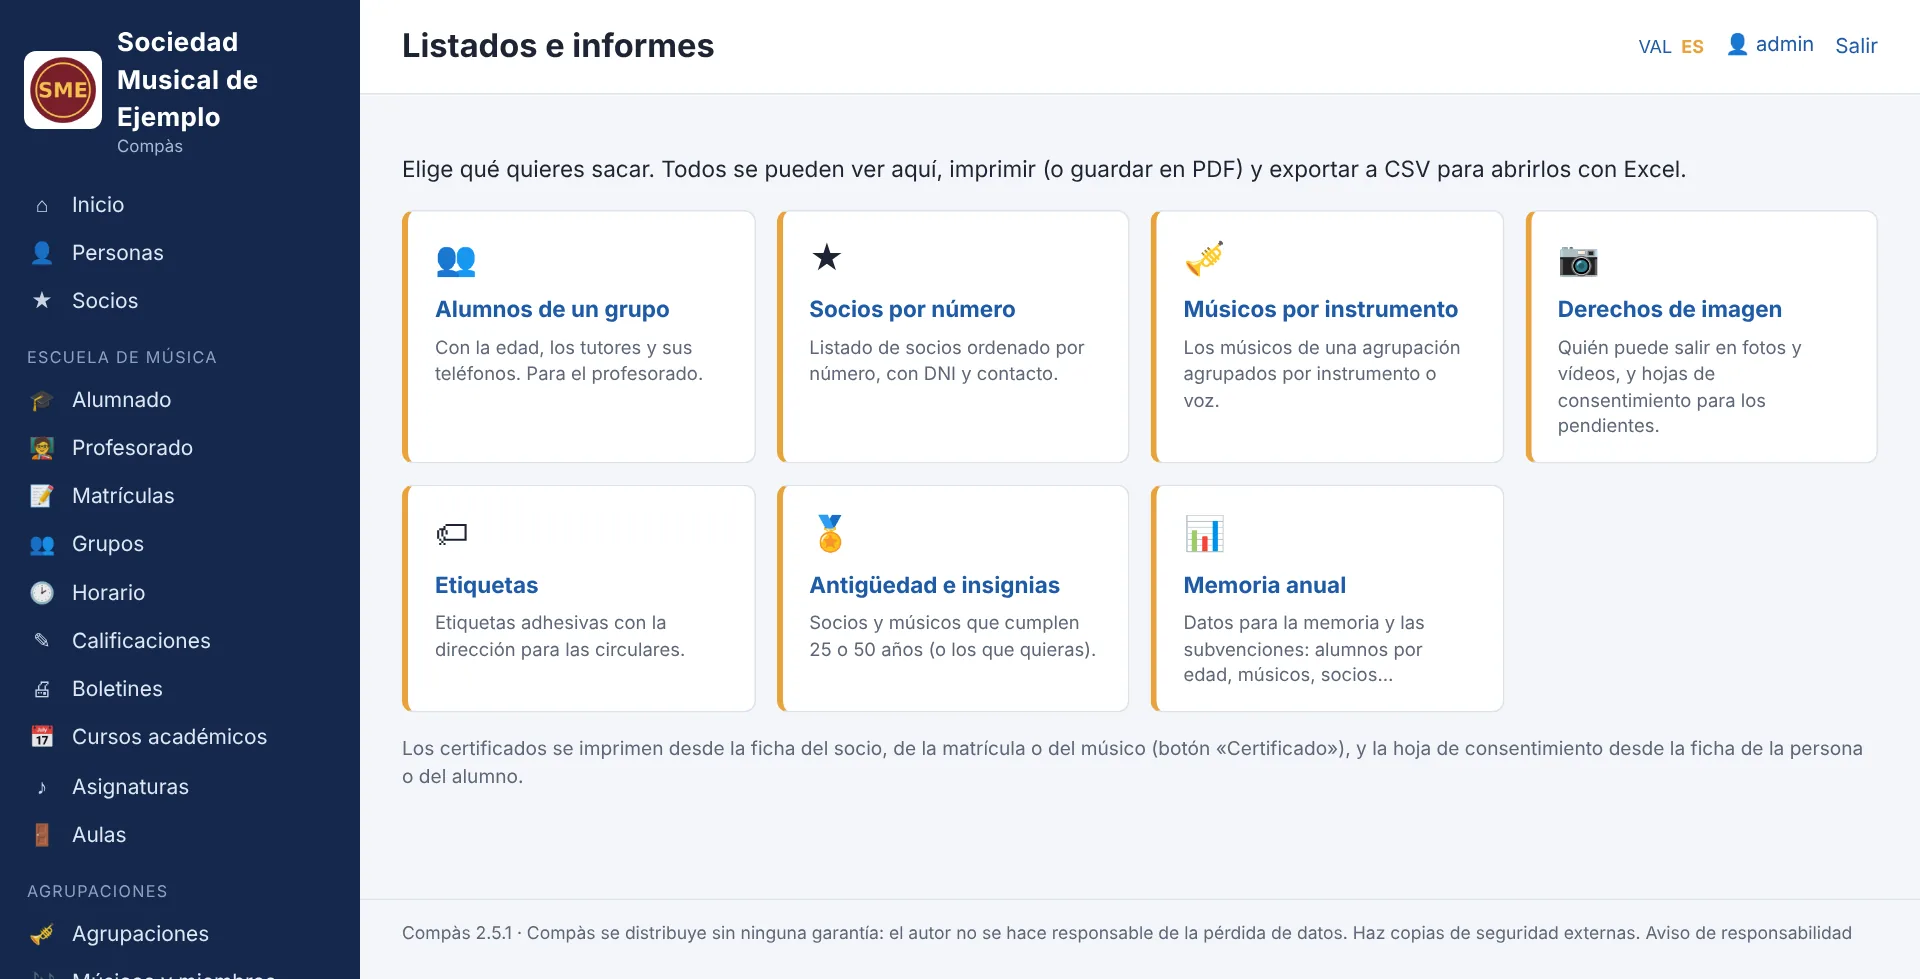 Sociedad
Musical de
Ejemplo
Compàs
SME
Inicio
Personas
Socios
ESCUELA DE MÚSICA
Alumnado
Profesorado
Matrículas
Grupos
Horario
Calificaciones
Boletines
Cursos académicos
Asignaturas
Aulas
AGRUPACIONES
Agrupaciones
Músicos y miembros
Listados e informes
VAL ES admin Salir
Elige qué quieres sacar. Todos se pueden ver aquí, imprimir (o guardar en PDF) y exportar a CSV para abrirlos con Excel.
Alumnos de un grupo
Con la edad, los tutores y sus
teléfonos. Para el profesorado.
Socios por número
Listado de socios ordenado por
número, con DNI y contacto.
Músicos por instrumento
Los músicos de una agrupación
agrupados por instrumento o
voz.
Derechos de imagen
Quién puede salir en fotos y
vídeos, y hojas de
consentimiento para los
pendientes.
Etiquetas
Etiquetas adhesivas con la
dirección para las circulares.
Antigüedad e insignias
Socios y músicos que cumplen
25 o 50 años (o los que quieras).
Memoria anual
Datos para la memoria y las
subvenciones: alumnos por
edad, músicos, socios...
Los certificados se imprimen desde la ficha del socio, de la matrícula o del músico (botón «Certificado»), y la hoja de consentimiento desde la ficha de la persona
o del alumno.
Compàs 2.5.1 · Compàs se distribuye sin ninguna garantía: el autor no se hace responsable de la pérdida de datos. Haz copias de seguridad externas. Aviso de responsabilidad